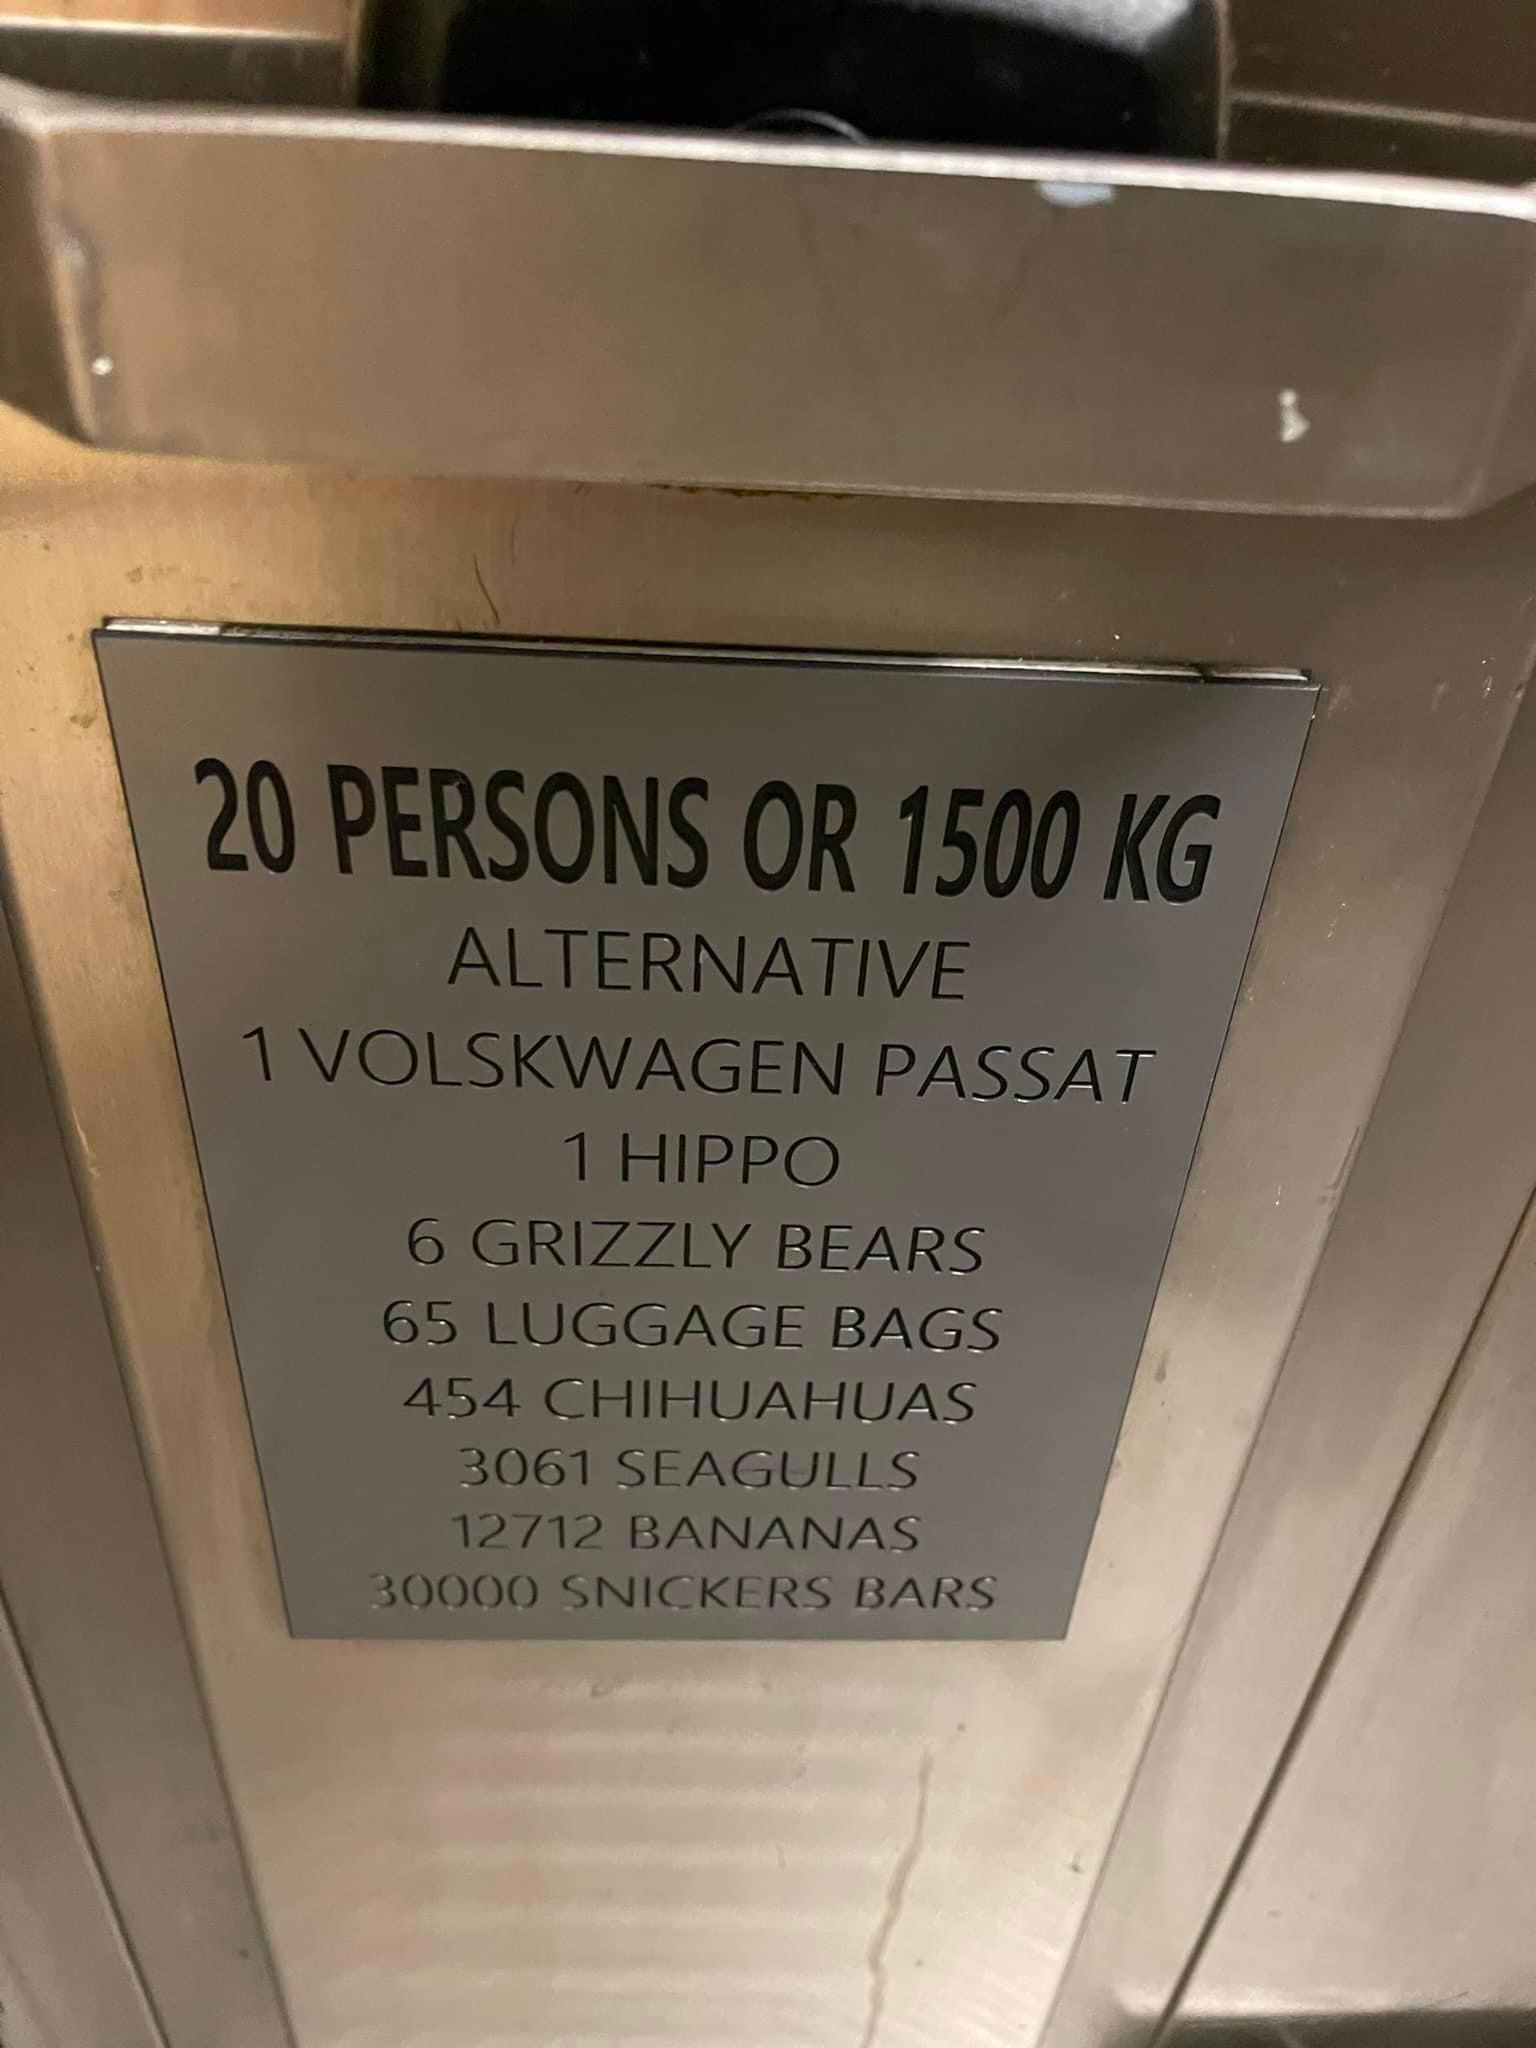 20 PERSONS OR 1500 KG
ALTERNATIVE
1 VOLSKWAGEN PASSAT
1 HIPPO
6 GRIZZLY BEARS
65 LUGGAGE BAGS
454 CHIHUAHUAS
3061 SEAGULLS
12712 BANANAS
30000 SNICKERS BARS